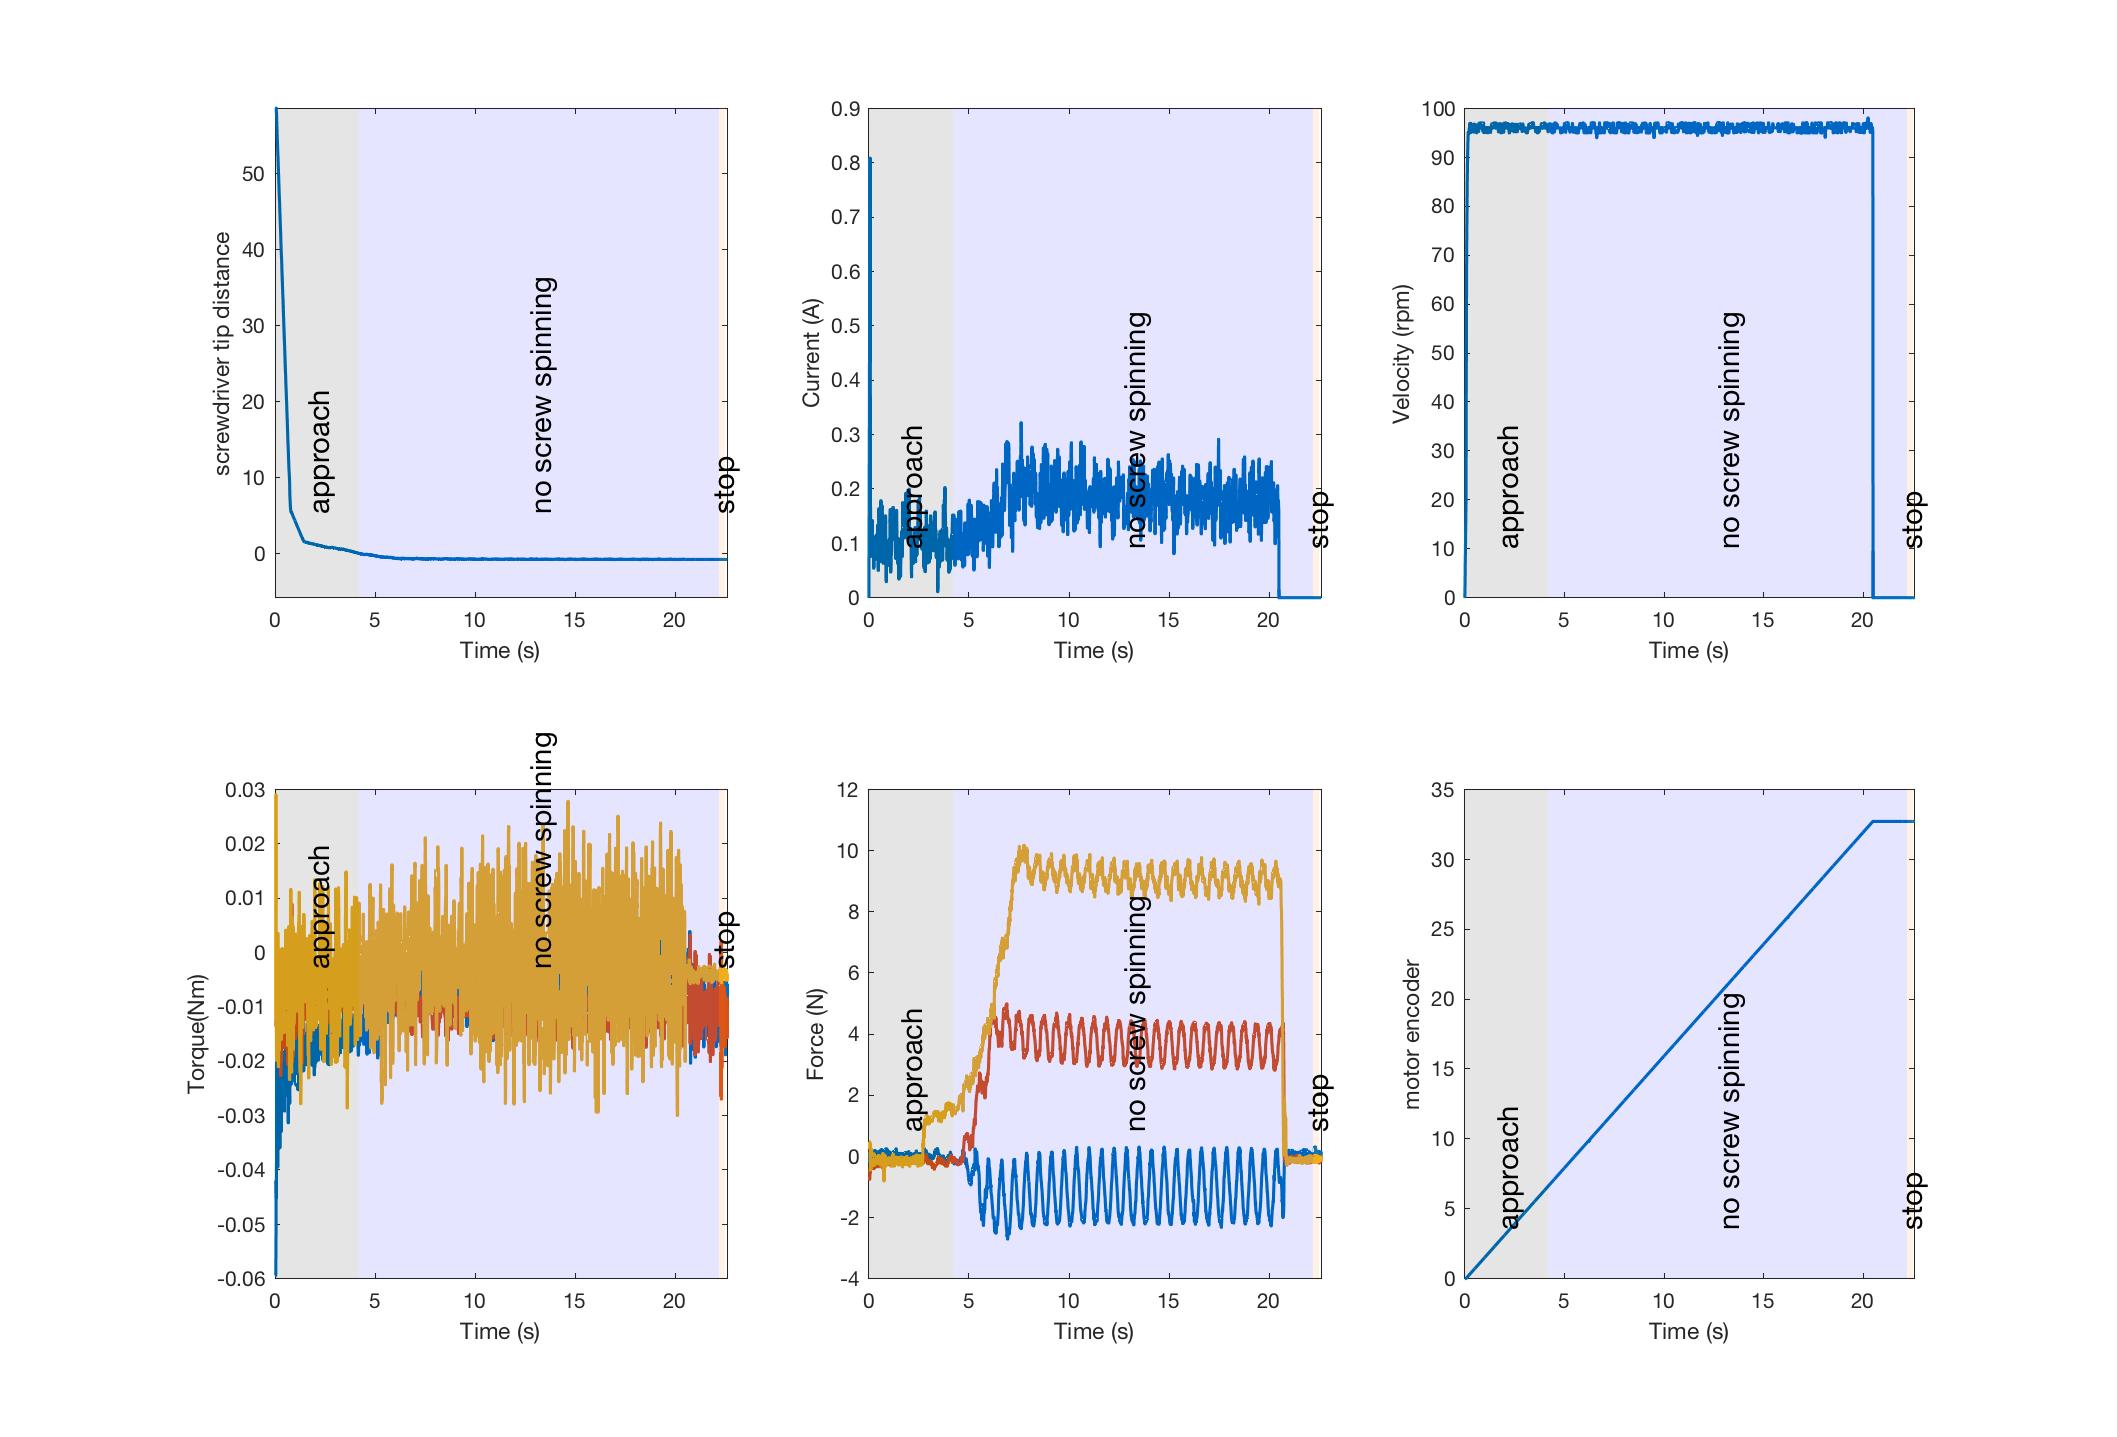 screwdriver tip distance
50
40
30
20
10
0
0 5 10 15 20
Time (s)
approach
no screw spinning
stop
Current (A)
0.9
0.8
0.7
0.6
0.5
0.4
0.3
0.2
0.1
0
0 5 10 15 20
Time (s)
approach
no screw spinning
stop
Velocity (rpm)
100
90
80
70
60
50
40
30
20
10
0
0 5 10 15 20
Time (s)
approach
no screw spinning
stop
Torque(Nm)
0.03
0.02
0.01
0
-0.01
-0.02
-0.03
-0.04
-0.05
-0.06
0 5 10 15 20
Time (s)
approach
no screw spinning
stop
Force (N)
12
10
8
6
4
2
0
-2
-4
0 5 10 15 20
Time (s)
approach
no screw spinning
stop
motor encoder
35
30
25
20
15
10
5
0
0 5 10 15 20
Time (s)
approach
no screw spinning
stop